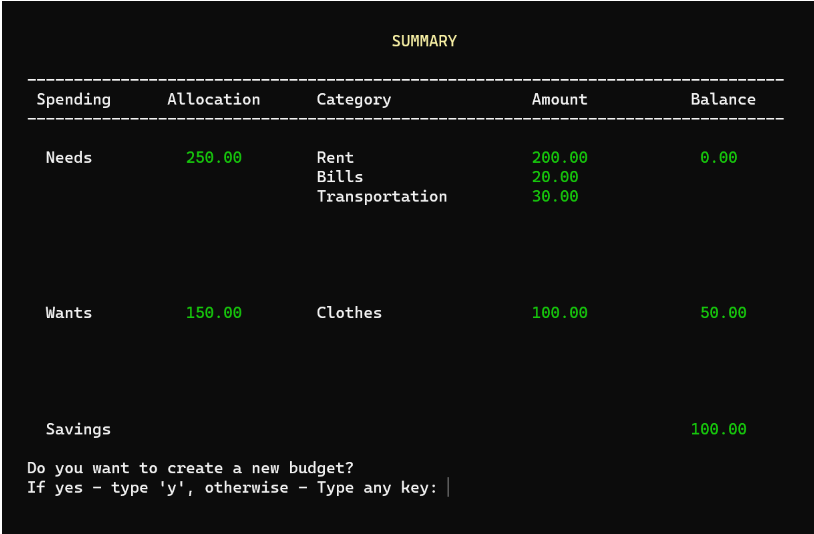 SUMMARY
Spending Allocation Category Amount Balance
Needs 250.00 Rent 200.00 0.00
Bills 20.00
Transportation 30.00
Wants 150.00 Clothes 100.00 50.00
Savings 100.00
Do you want to create a new budget?
If yes - type 'y', otherwise - Type any key: